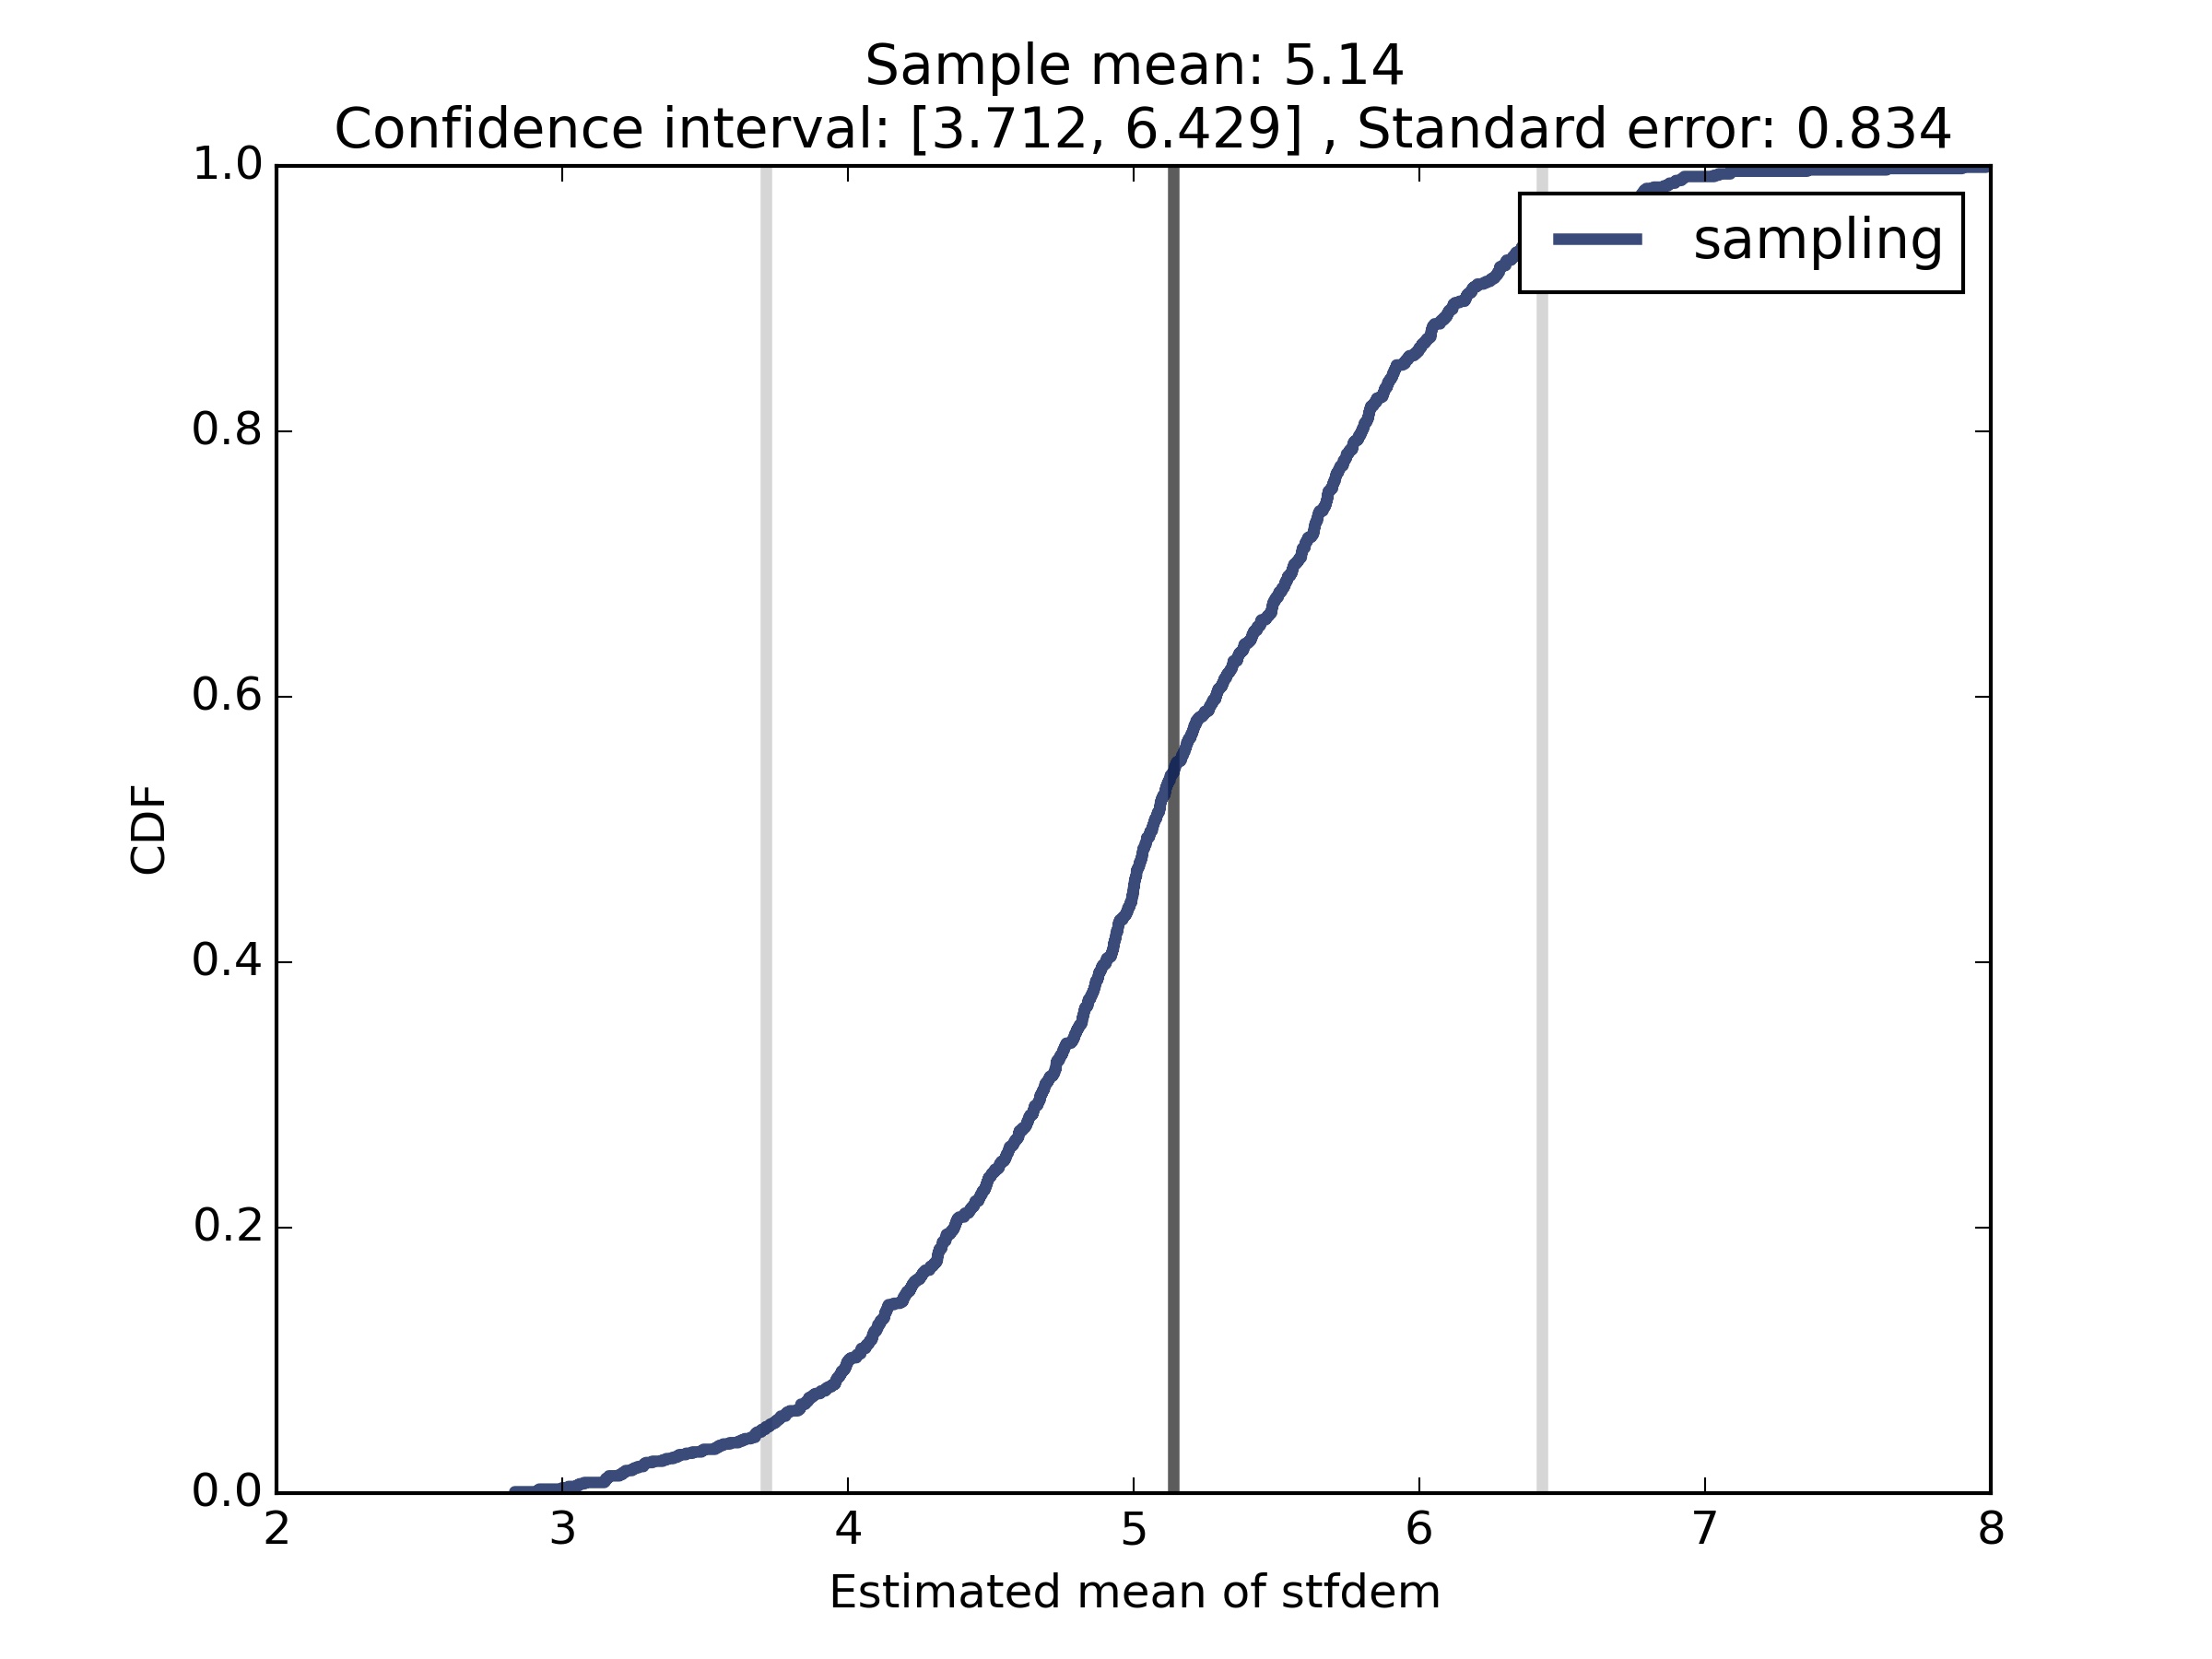 Sample mean: 5.14
Confidence interval: [3.712, 6.429] , Standard error: 0.834
1.0
sampling
0.8
0.6
CDF
0.4
0.2
0.0
2 3 4 5 6 7 8
Estimated mean of stfdem